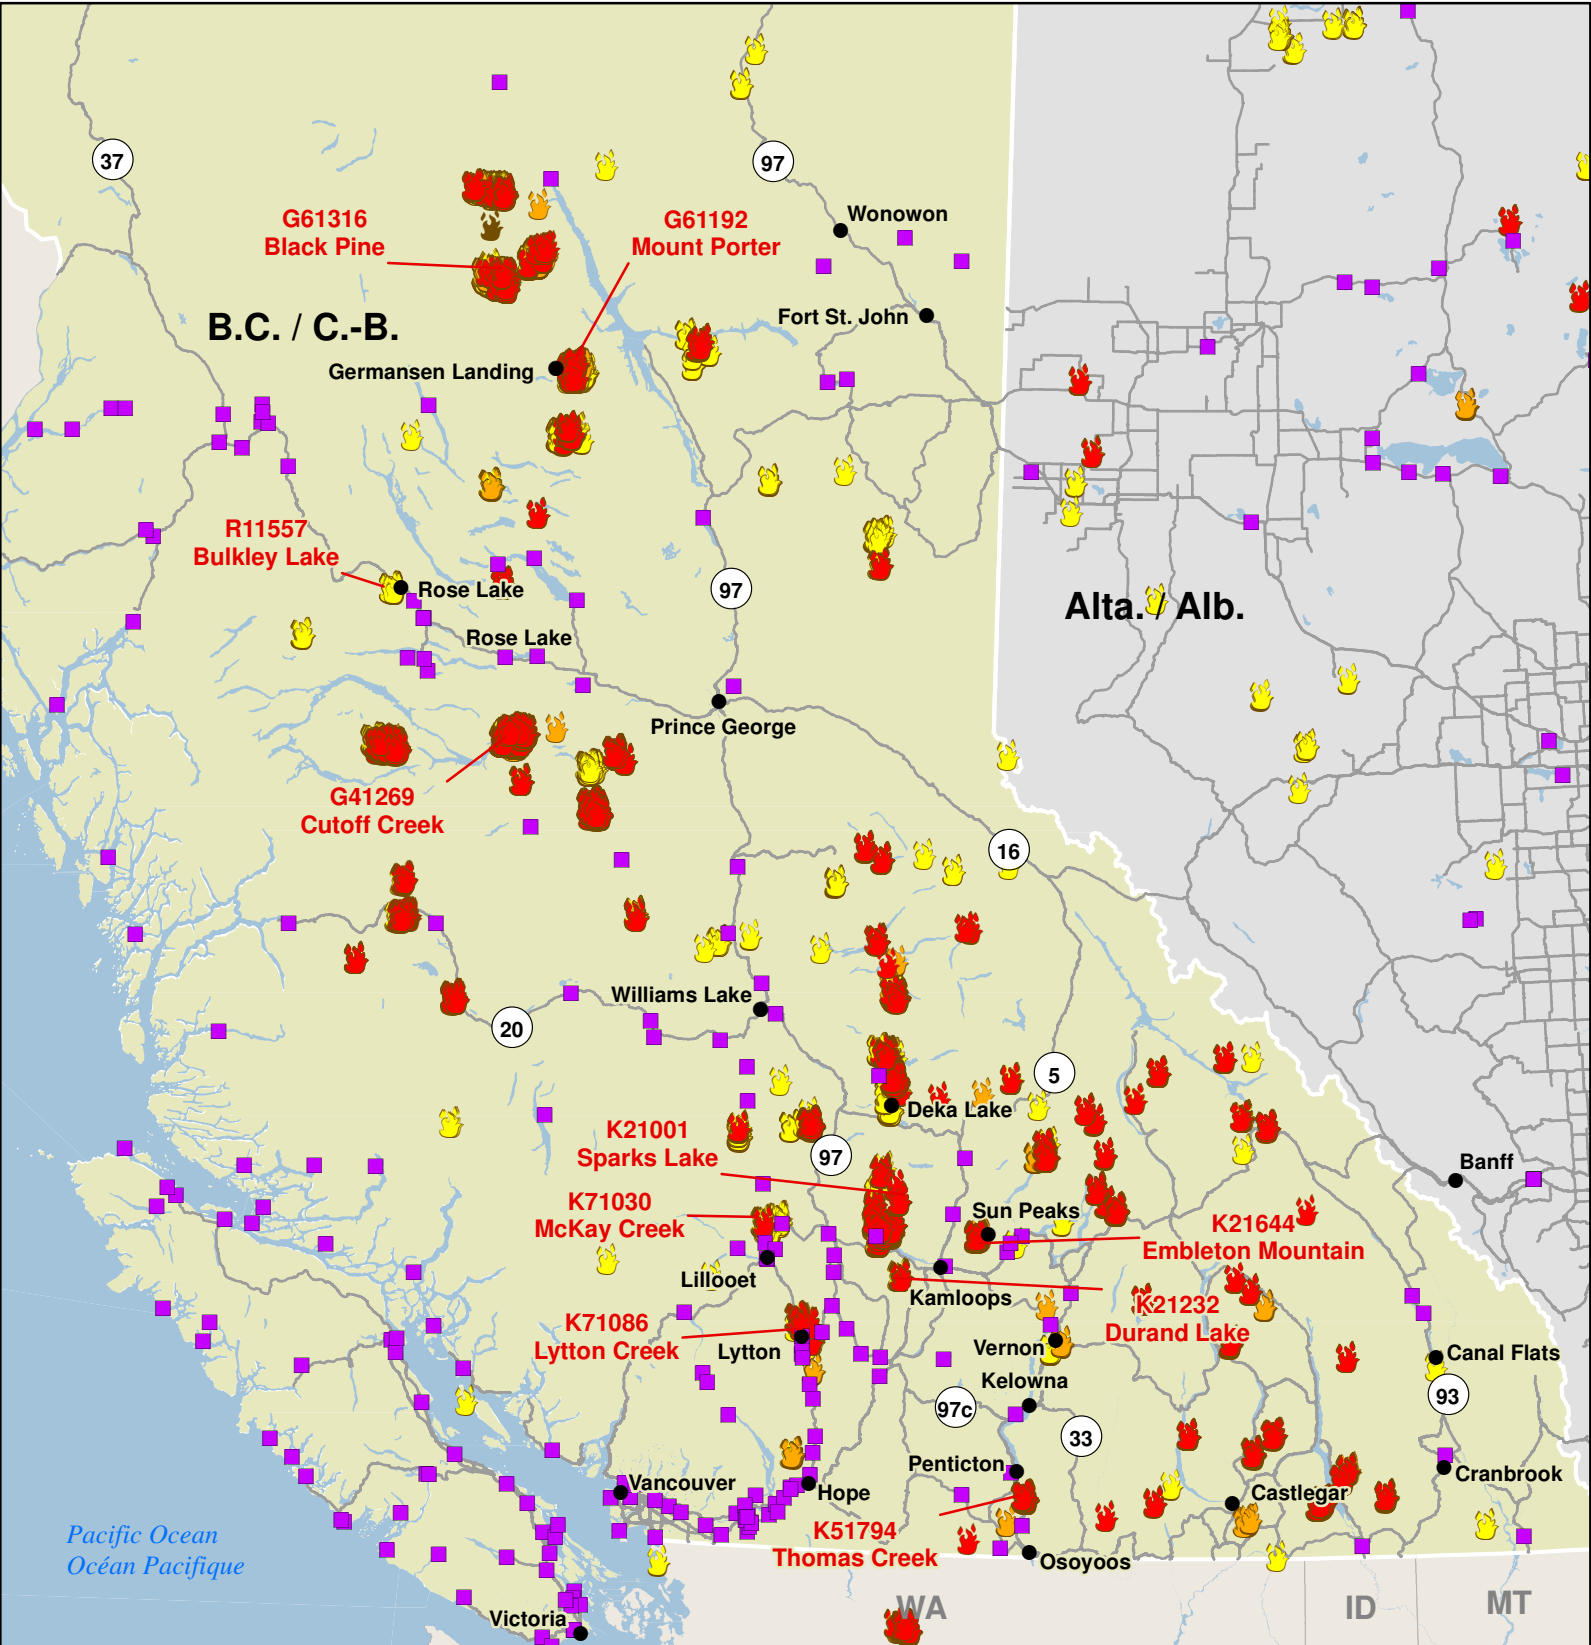 37
97
G61316
Black Pine
G61192
Mount Porter
Wonowon
B.C. / C.-B.
Fort St. John
Germansen Landing
R11557
Bulkley Lake
Rose Lake
97
Alta. / Alb.
Rose Lake
Prince George
G41269
Cutoff Creek
16
Williams Lake
20
5
Deka Lake
K21001
Sparks Lake
97
Banff
K71030
McKay Creek
Sun Peaks
K21644
Embleton Mountain
Lillooet
Kamloops
K21232
Durand Lake
K71086
Lytton Creek
Lytton
Vernon
Canal Flats
Kelowna
93
97c
33
Penticton
Cranbrook
Vancouver
Hope
Castlegar
K51794
Thomas Creek
Pacific Ocean
Océan Pacifique
Osoyoos
Victoria
WA
ID
MT